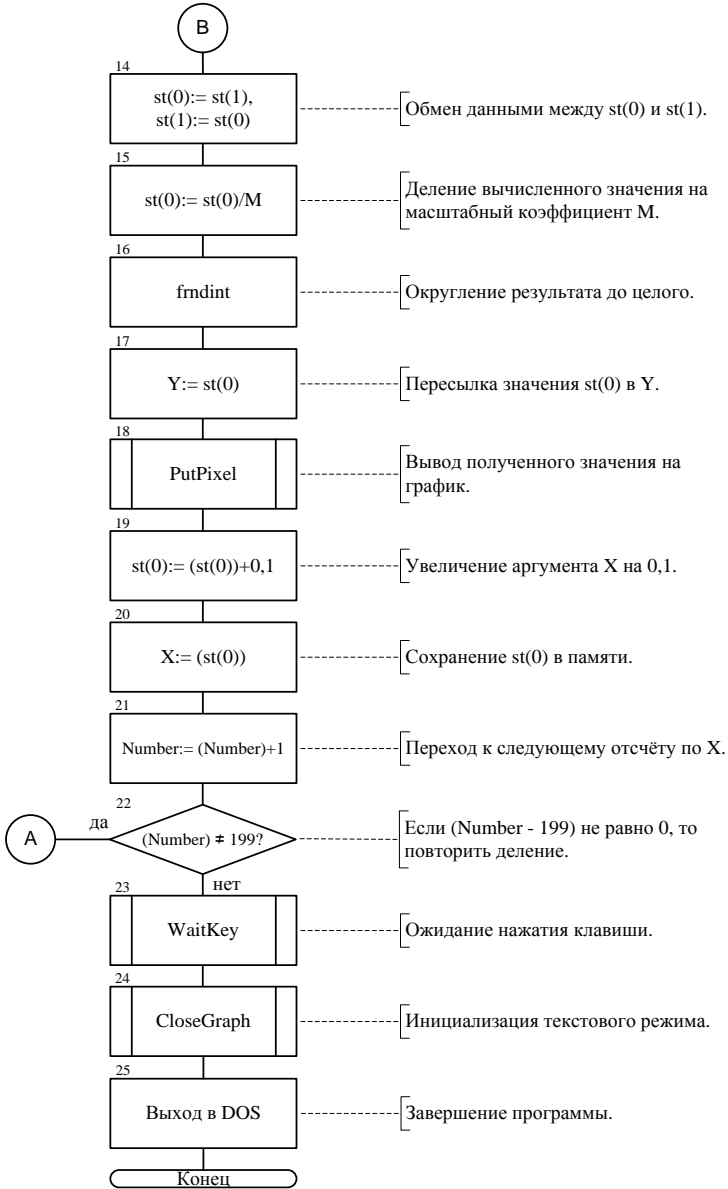 B
14
st(0):= st(1),
st(1):= st(0)
Обмен данными между st(0) и st(1).
15
st(0):= st(0)/M
Деление вычисленного значения на
масштабный коэффициент M.
16
frndint
Округление результата до целого.
17
Y:= st(0)
Пересылка значения st(0) в Y.
18
PutPixel
Вывод полученного значения на
график.
19
st(0):= (st(0))+0,1
Увеличение аргумента X на 0,1.
20
X:= (st(0))
Сохранение st(0) в памяти.
21
Number:= (Number)+1
Переход к следующему отсчёту по X.
22
A
да
(Number) ≠ 199?
Если (Number - 199) не равно 0, то
повторить деление.
нет
23
WaitKey
Ожидание нажатия клавиши.
24
CloseGraph
Инициализация текстового режима.
25
Выход в DOS
Завершение программы.
Конец